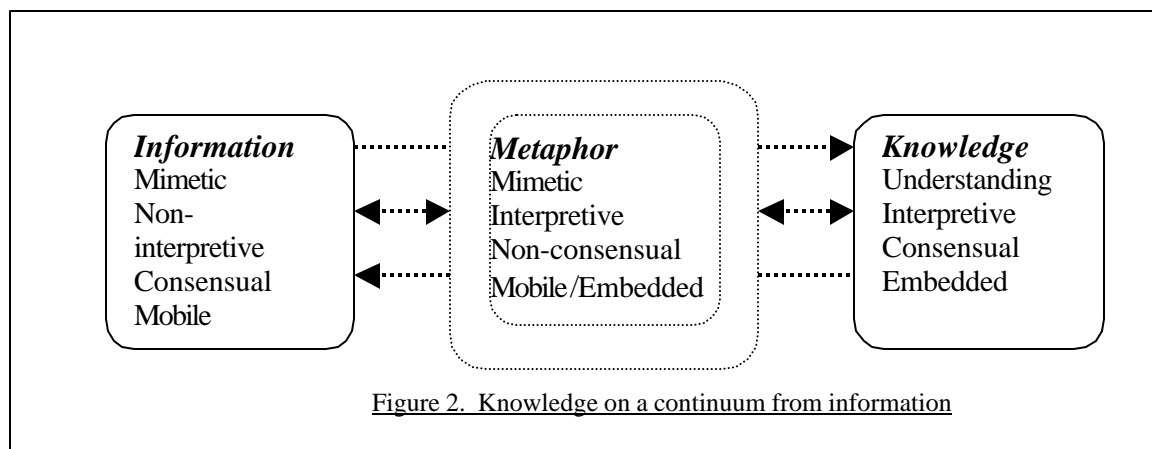 Information
Mimetic
Non-
interpretive
Consensual
Mobile
Metaphor
Mimetic
Interpretive
Non-consensual
Mobile/Embedded
Knowledge
Understanding
Interpretive
Consensual
Embedded
Figure 2.  Knowledge on a continuum from information